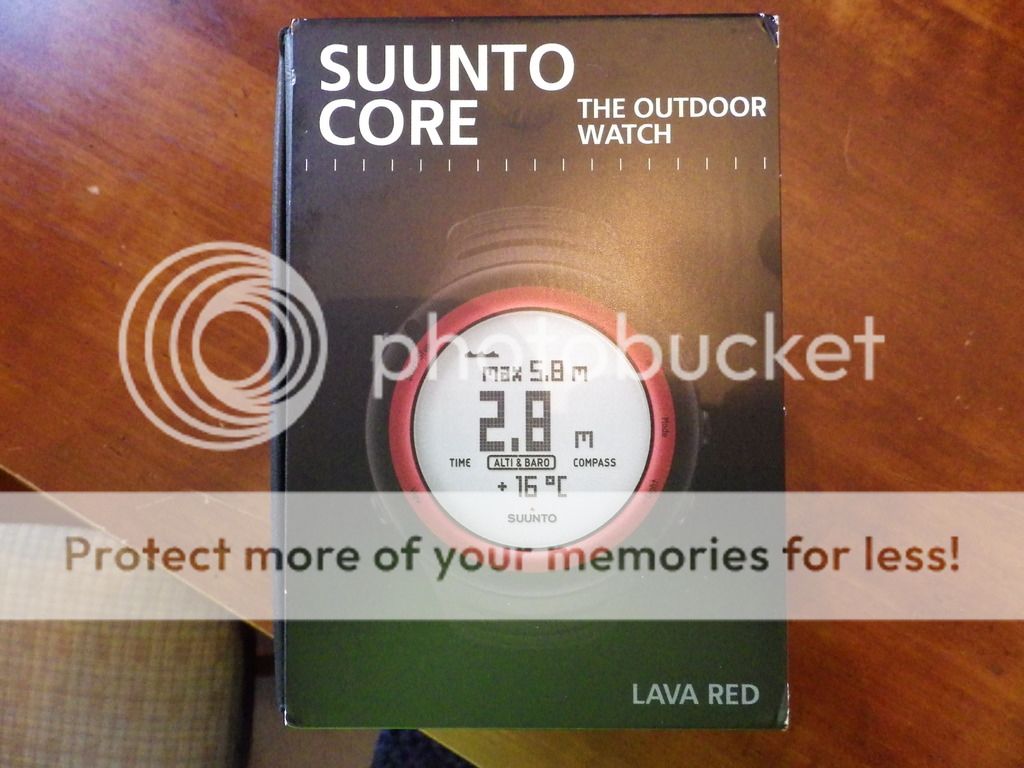 SUUNTO
CORE
THE OUTDOOR
WATCH
photobucket
max 5.8 m
2.8 m
TIME ALTI & BARO COMPASS
+16 °C
SUUNTO
Mode
Protect more of your memories for less!
LAVA RED